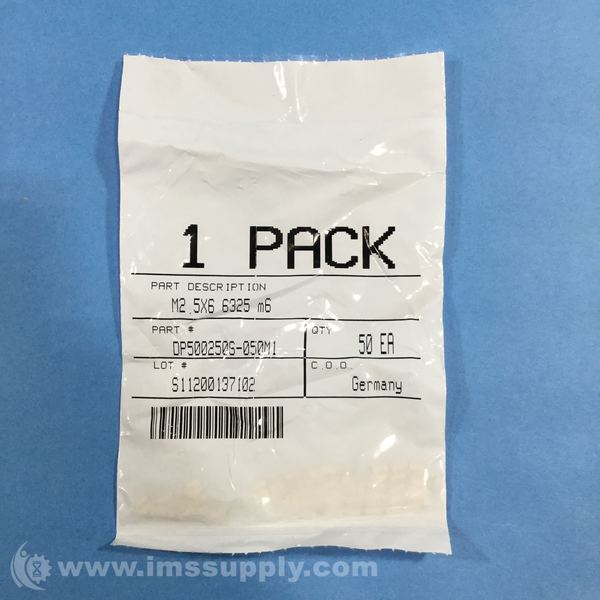 1 PACK
PART DESCRIPTION
M2.5X6 6325 m6
PART # QTY
DP500250S-050M1 50 EA
LOT # C.O.O.
S11200137102 Germany
www.imssupply.com